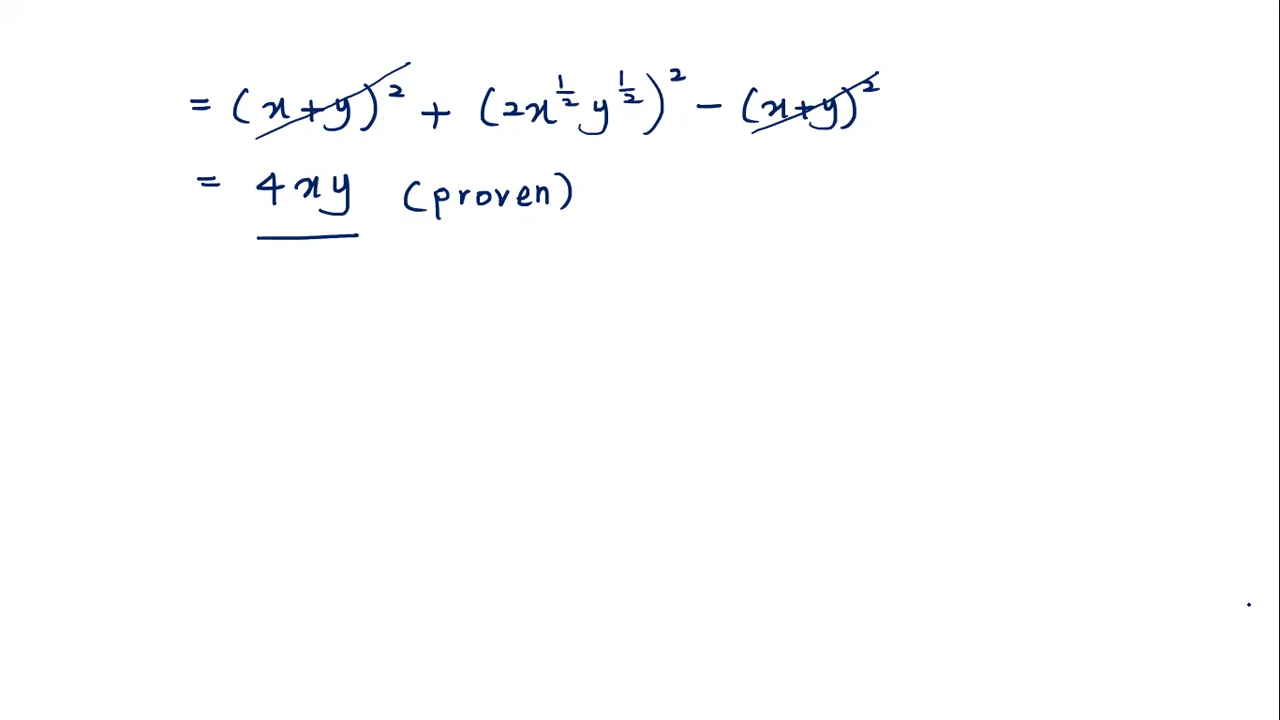 = (x+y)² + (2x^{1/2} y^{1/2})² − (x+y)²
= 4xy (proven)